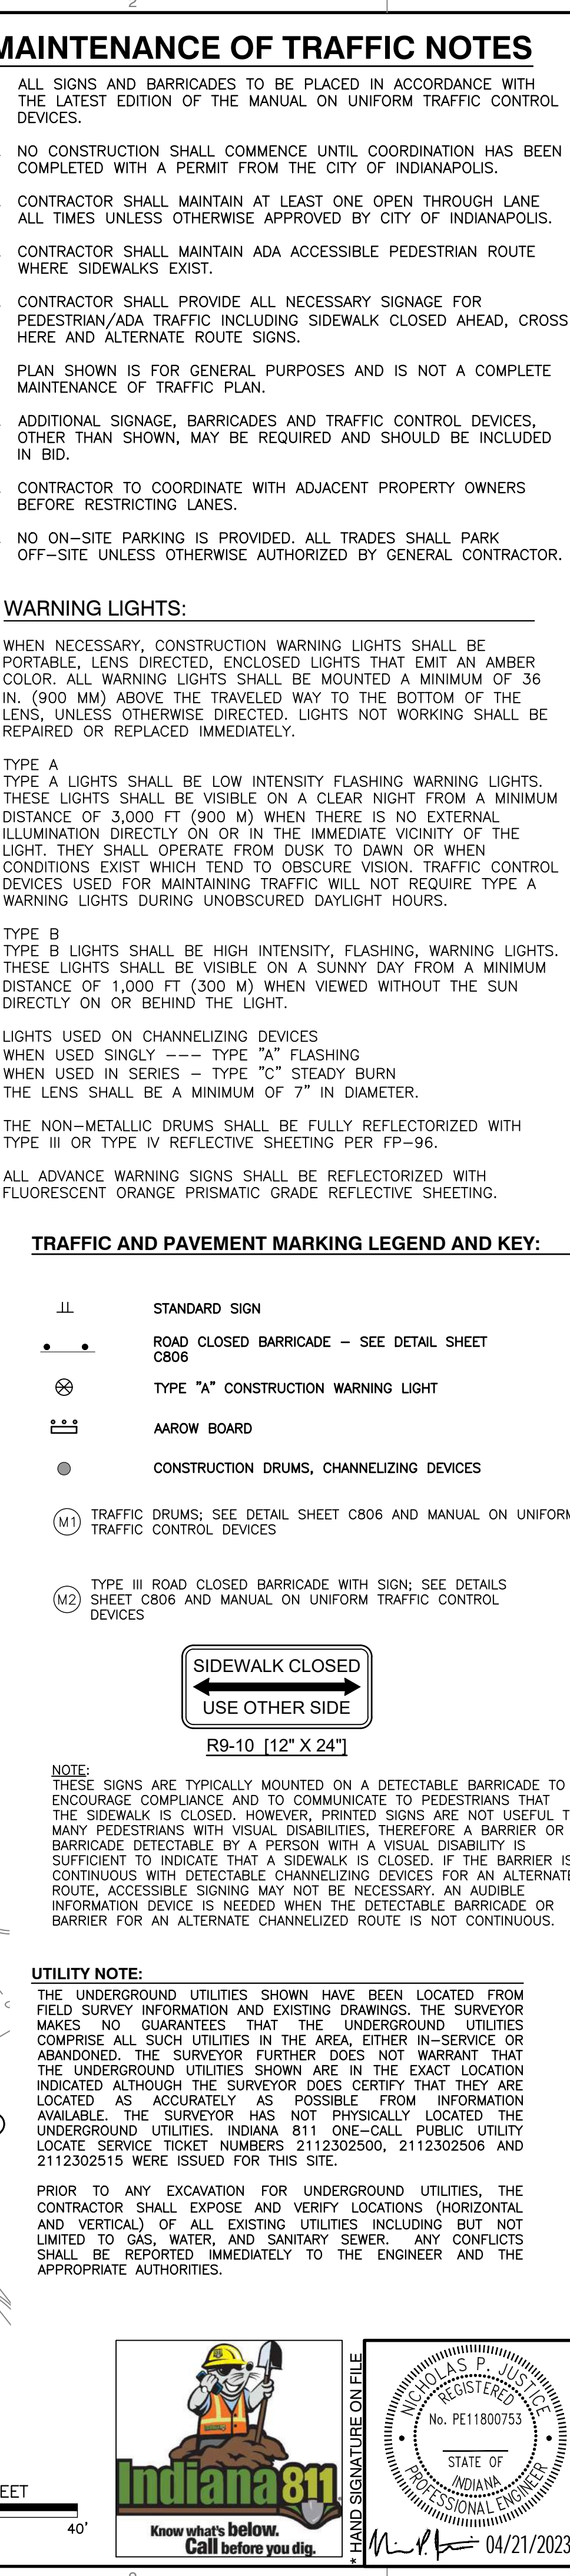 2
MAINTENANCE OF TRAFFIC NOTES
ALL SIGNS AND BARRICADES TO BE PLACED IN ACCORDANCE WITH
THE LATEST EDITION OF THE MANUAL ON UNIFORM TRAFFIC CONTROL
DEVICES.
NO CONSTRUCTION SHALL COMMENCE UNTIL COORDINATION HAS BEEN
COMPLETED WITH A PERMIT FROM THE CITY OF INDIANAPOLIS.
CONTRACTOR SHALL MAINTAIN AT LEAST ONE OPEN THROUGH LANE
ALL TIMES UNLESS OTHERWISE APPROVED BY CITY OF INDIANAPOLIS.
CONTRACTOR SHALL MAINTAIN ADA ACCESSIBLE PEDESTRIAN ROUTE
WHERE SIDEWALKS EXIST.
CONTRACTOR SHALL PROVIDE ALL NECESSARY SIGNAGE FOR
PEDESTRIAN/ADA TRAFFIC INCLUDING SIDEWALK CLOSED AHEAD, CROSS
HERE AND ALTERNATE ROUTE SIGNS.
PLAN SHOWN IS FOR GENERAL PURPOSES AND IS NOT A COMPLETE
MAINTENANCE OF TRAFFIC PLAN.
ADDITIONAL SIGNAGE, BARRICADES AND TRAFFIC CONTROL DEVICES,
OTHER THAN SHOWN, MAY BE REQUIRED AND SHOULD BE INCLUDED
IN BID.
CONTRACTOR TO COORDINATE WITH ADJACENT PROPERTY OWNERS
BEFORE RESTRICTING LANES.
NO ON-SITE PARKING IS PROVIDED. ALL TRADES SHALL PARK
OFF-SITE UNLESS OTHERWISE AUTHORIZED BY GENERAL CONTRACTOR.
WARNING LIGHTS:
WHEN NECESSARY, CONSTRUCTION WARNING LIGHTS SHALL BE
PORTABLE, LENS DIRECTED, ENCLOSED LIGHTS THAT EMIT AN AMBER
COLOR. ALL WARNING LIGHTS SHALL BE MOUNTED A MINIMUM OF 36
IN. (900 MM) ABOVE THE TRAVELED WAY TO THE BOTTOM OF THE
LENS, UNLESS OTHERWISE DIRECTED. LIGHTS NOT WORKING SHALL BE
REPAIRED OR REPLACED IMMEDIATELY.
TYPE A
TYPE A LIGHTS SHALL BE LOW INTENSITY FLASHING WARNING LIGHTS.
THESE LIGHTS SHALL BE VISIBLE ON A CLEAR NIGHT FROM A MINIMUM
DISTANCE OF 3,000 FT (900 M) WHEN THERE IS NO EXTERNAL
ILLUMINATION DIRECTLY ON OR IN THE IMMEDIATE VICINITY OF THE
LIGHT. THEY SHALL OPERATE FROM DUSK TO DAWN OR WHEN
CONDITIONS EXIST WHICH TEND TO OBSCURE VISION. TRAFFIC CONTROL
DEVICES USED FOR MAINTAINING TRAFFIC WILL NOT REQUIRE TYPE A
WARNING LIGHTS DURING UNOBSCURED DAYLIGHT HOURS.
TYPE B
TYPE B LIGHTS SHALL BE HIGH INTENSITY, FLASHING, WARNING LIGHTS.
THESE LIGHTS SHALL BE VISIBLE ON A SUNNY DAY FROM A MINIMUM
DISTANCE OF 1,000 FT (300 M) WHEN VIEWED WITHOUT THE SUN
DIRECTLY ON OR BEHIND THE LIGHT.
LIGHTS USED ON CHANNELIZING DEVICES
WHEN USED SINGLY --- TYPE "A" FLASHING
WHEN USED IN SERIES - TYPE "C" STEADY BURN
THE LENS SHALL BE A MINIMUM OF 7" IN DIAMETER.
THE NON-METALLIC DRUMS SHALL BE FULLY REFLECTORIZED WITH
TYPE III OR TYPE IV REFLECTIVE SHEETING PER FP-96.
ALL ADVANCE WARNING SIGNS SHALL BE REFLECTORIZED WITH
FLUORESCENT ORANGE PRISMATIC GRADE REFLECTIVE SHEETING.
TRAFFIC AND PAVEMENT MARKING LEGEND AND KEY:
STANDARD SIGN
ROAD CLOSED BARRICADE - SEE DETAIL SHEET
C806
TYPE "A" CONSTRUCTION WARNING LIGHT
AAROW BOARD
CONSTRUCTION DRUMS, CHANNELIZING DEVICES
M1 TRAFFIC DRUMS; SEE DETAIL SHEET C806 AND MANUAL ON UNIFORM
TRAFFIC CONTROL DEVICES
M2 TYPE III ROAD CLOSED BARRICADE WITH SIGN; SEE DETAILS
SHEET C806 AND MANUAL ON UNIFORM TRAFFIC CONTROL
DEVICES
SIDEWALK CLOSED
USE OTHER SIDE
R9-10 [12" X 24"]
NOTE:
THESE SIGNS ARE TYPICALLY MOUNTED ON A DETECTABLE BARRICADE TO
ENCOURAGE COMPLIANCE AND TO COMMUNICATE TO PEDESTRIANS THAT
THE SIDEWALK IS CLOSED. HOWEVER, PRINTED SIGNS ARE NOT USEFUL T
MANY PEDESTRIANS WITH VISUAL DISABILITIES, THEREFORE A BARRIER OR
BARRICADE DETECTABLE BY A PERSON WITH A VISUAL DISABILITY IS
SUFFICIENT TO INDICATE THAT A SIDEWALK IS CLOSED. IF THE BARRIER IS
CONTINUOUS WITH DETECTABLE CHANNELIZING DEVICES FOR AN ALTERNATE
ROUTE, ACCESSIBLE SIGNING MAY NOT BE NECESSARY. AN AUDIBLE
INFORMATION DEVICE IS NEEDED WHEN THE DETECTABLE BARRICADE OR
BARRIER FOR AN ALTERNATE CHANNELIZED ROUTE IS NOT CONTINUOUS.
UTILITY NOTE:
THE UNDERGROUND UTILITIES SHOWN HAVE BEEN LOCATED FROM
FIELD SURVEY INFORMATION AND EXISTING DRAWINGS. THE SURVEYOR
MAKES NO GUARANTEES THAT THE UNDERGROUND UTILITIES
COMPRISE ALL SUCH UTILITIES IN THE AREA, EITHER IN-SERVICE OR
ABANDONED. THE SURVEYOR FURTHER DOES NOT WARRANT THAT
THE UNDERGROUND UTILITIES SHOWN ARE IN THE EXACT LOCATION
INDICATED ALTHOUGH THE SURVEYOR DOES CERTIFY THAT THEY ARE
LOCATED AS ACCURATELY AS POSSIBLE FROM INFORMATION
AVAILABLE. THE SURVEYOR HAS NOT PHYSICALLY LOCATED THE
UNDERGROUND UTILITIES. INDIANA 811 ONE-CALL PUBLIC UTILITY
LOCATE SERVICE TICKET NUMBERS 2112302500, 2112302506 AND
2112302515 WERE ISSUED FOR THIS SITE.
PRIOR TO ANY EXCAVATION FOR UNDERGROUND UTILITIES, THE
CONTRACTOR SHALL EXPOSE AND VERIFY LOCATIONS (HORIZONTAL
AND VERTICAL) OF ALL EXISTING UTILITIES INCLUDING BUT NOT
LIMITED TO GAS, WATER, AND SANITARY SEWER. ANY CONFLICTS
SHALL BE REPORTED IMMEDIATELY TO THE ENGINEER AND THE
APPROPRIATE AUTHORITIES.
EET
40'
Indiana 811
Know what's below.
Call before you dig.
* HAND SIGNATURE ON FILE
NICHOLAS P. JUSTICE
REGISTERED
No. PE11800753
STATE OF
INDIANA
PROFESSIONAL ENGINEER
04/21/2023